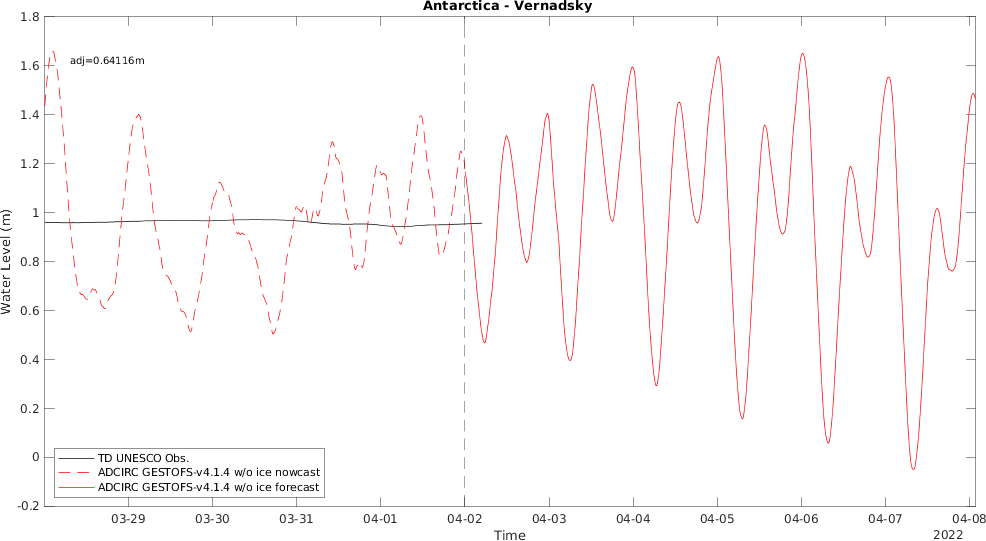 Antarctica - Vernadsky
adj=0.64116m
Water Level (m)
1.8
1.6
1.4
1.2
1
0.8
0.6
0.4
0.2
0
-0.2
TD UNESCO Obs.
ADCIRC GESTOFS-v4.1.4 w/o ice nowcast
ADCIRC GESTOFS-v4.1.4 w/o ice forecast
03-29 03-30 03-31 04-01 04-02 04-03 04-04 04-05 04-06 04-07 04-08
Time
2022